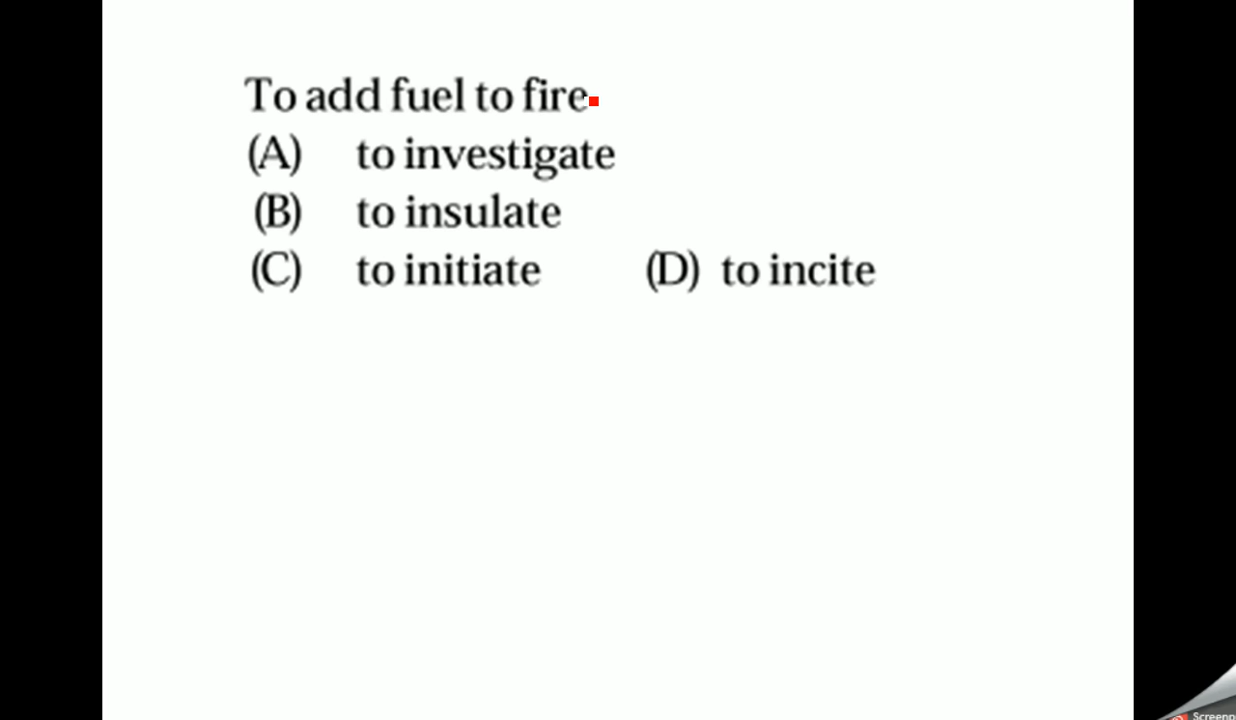 To add fuel to fire
(A) to investigate
(B) to insulate
(C) to initiate (D) to incite